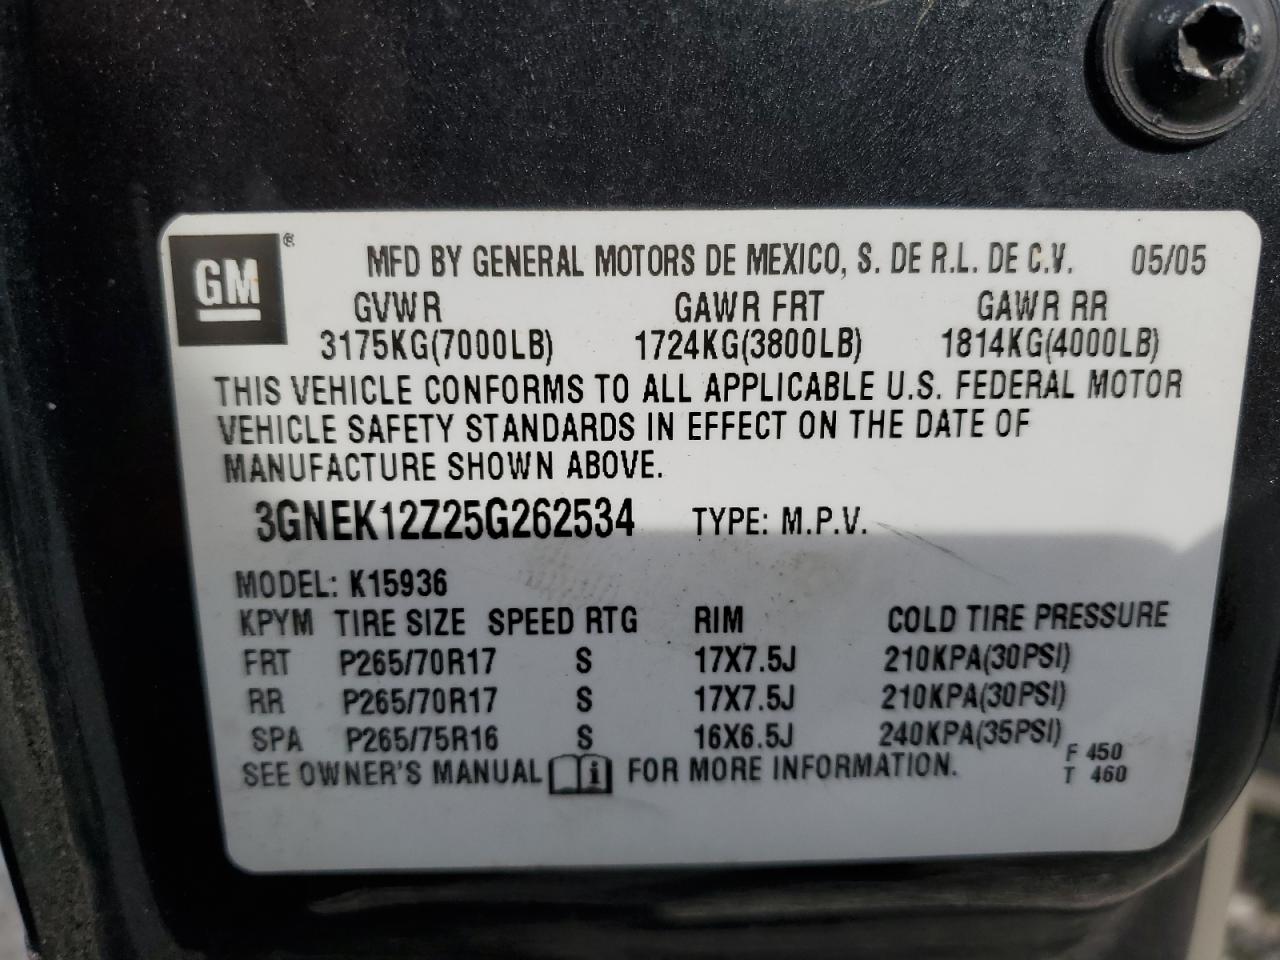 GM ® MFD BY GENERAL MOTORS DE MEXICO, S. DE R.L. DE C.V. 05/05
GVWR GAWR FRT GAWR RR
3175KG(7000LB) 1724KG(3800LB) 1814KG(4000LB)
THIS VEHICLE CONFORMS TO ALL APPLICABLE U.S. FEDERAL MOTOR
VEHICLE SAFETY STANDARDS IN EFFECT ON THE DATE OF
MANUFACTURE SHOWN ABOVE.
3GNEK12Z25G262534 TYPE: M.P.V.
MODEL: K15936
KPYM TIRE SIZE SPEED RTG RIM COLD TIRE PRESSURE
FRT P265/70R17 S 17X7.5J 210KPA(30PSI)
RR P265/70R17 S 17X7.5J 210KPA(30PSI)
SPA P265/75R16 S 16X6.5J 240KPA(35PSI)
SEE OWNER'S MANUAL i FOR MORE INFORMATION.
F 450
T 460